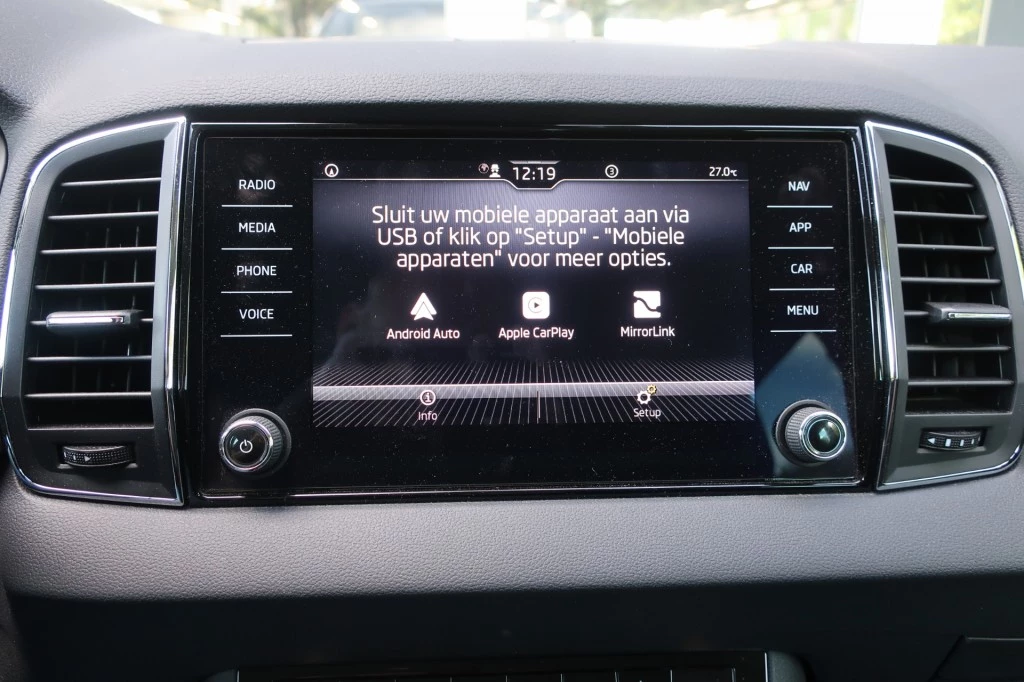 12:19
3
27.0°C
RADIO
MEDIA
PHONE
VOICE
Sluit uw mobiele apparaat aan via
USB of klik op "Setup" - "Mobiele
apparaten" voor meer opties.
Android Auto
Apple CarPlay
MirrorLink
Info
Setup
NAV
APP
CAR
MENU